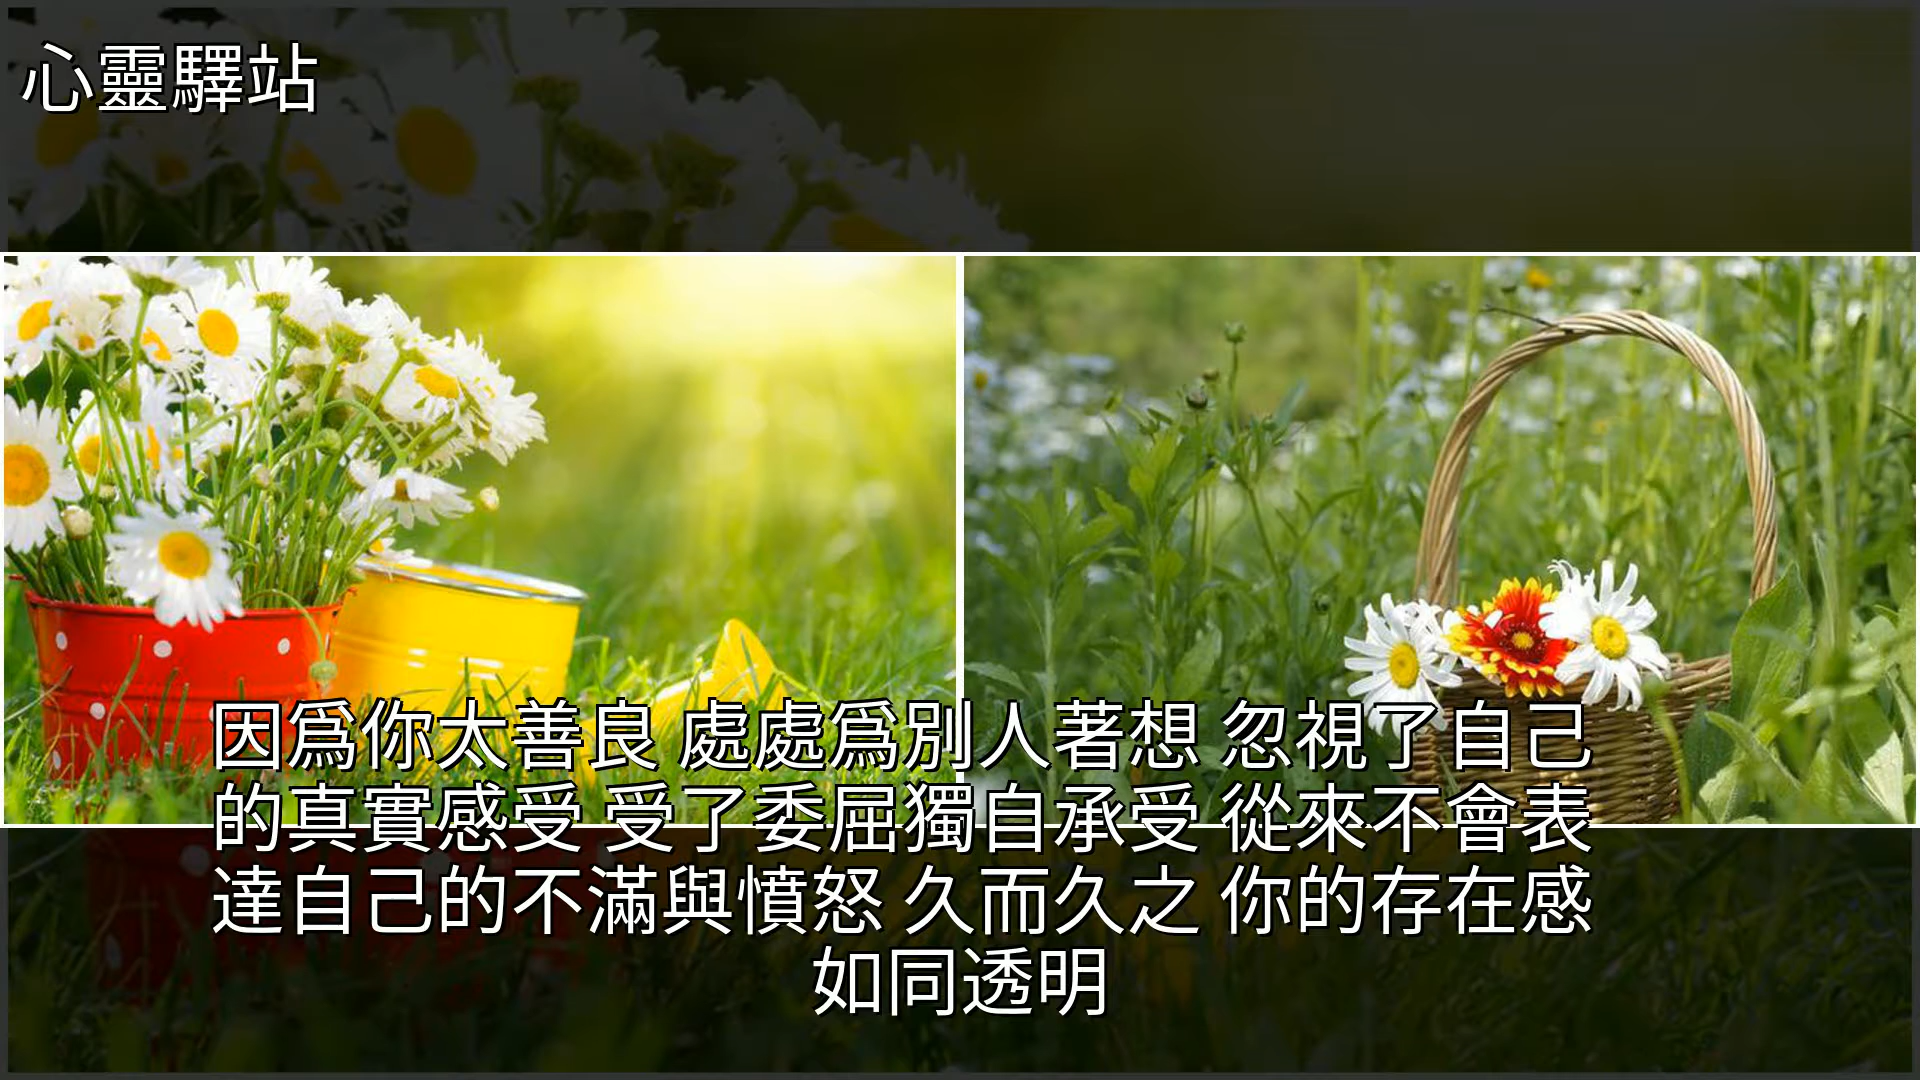 心靈驛站
因爲你太善良 處處爲別人著想 忽視了自己
的真實感受 受了委屈獨自承受 從來不會表
達自己的不滿與憤怒 久而久之 你的存在感
如同透明